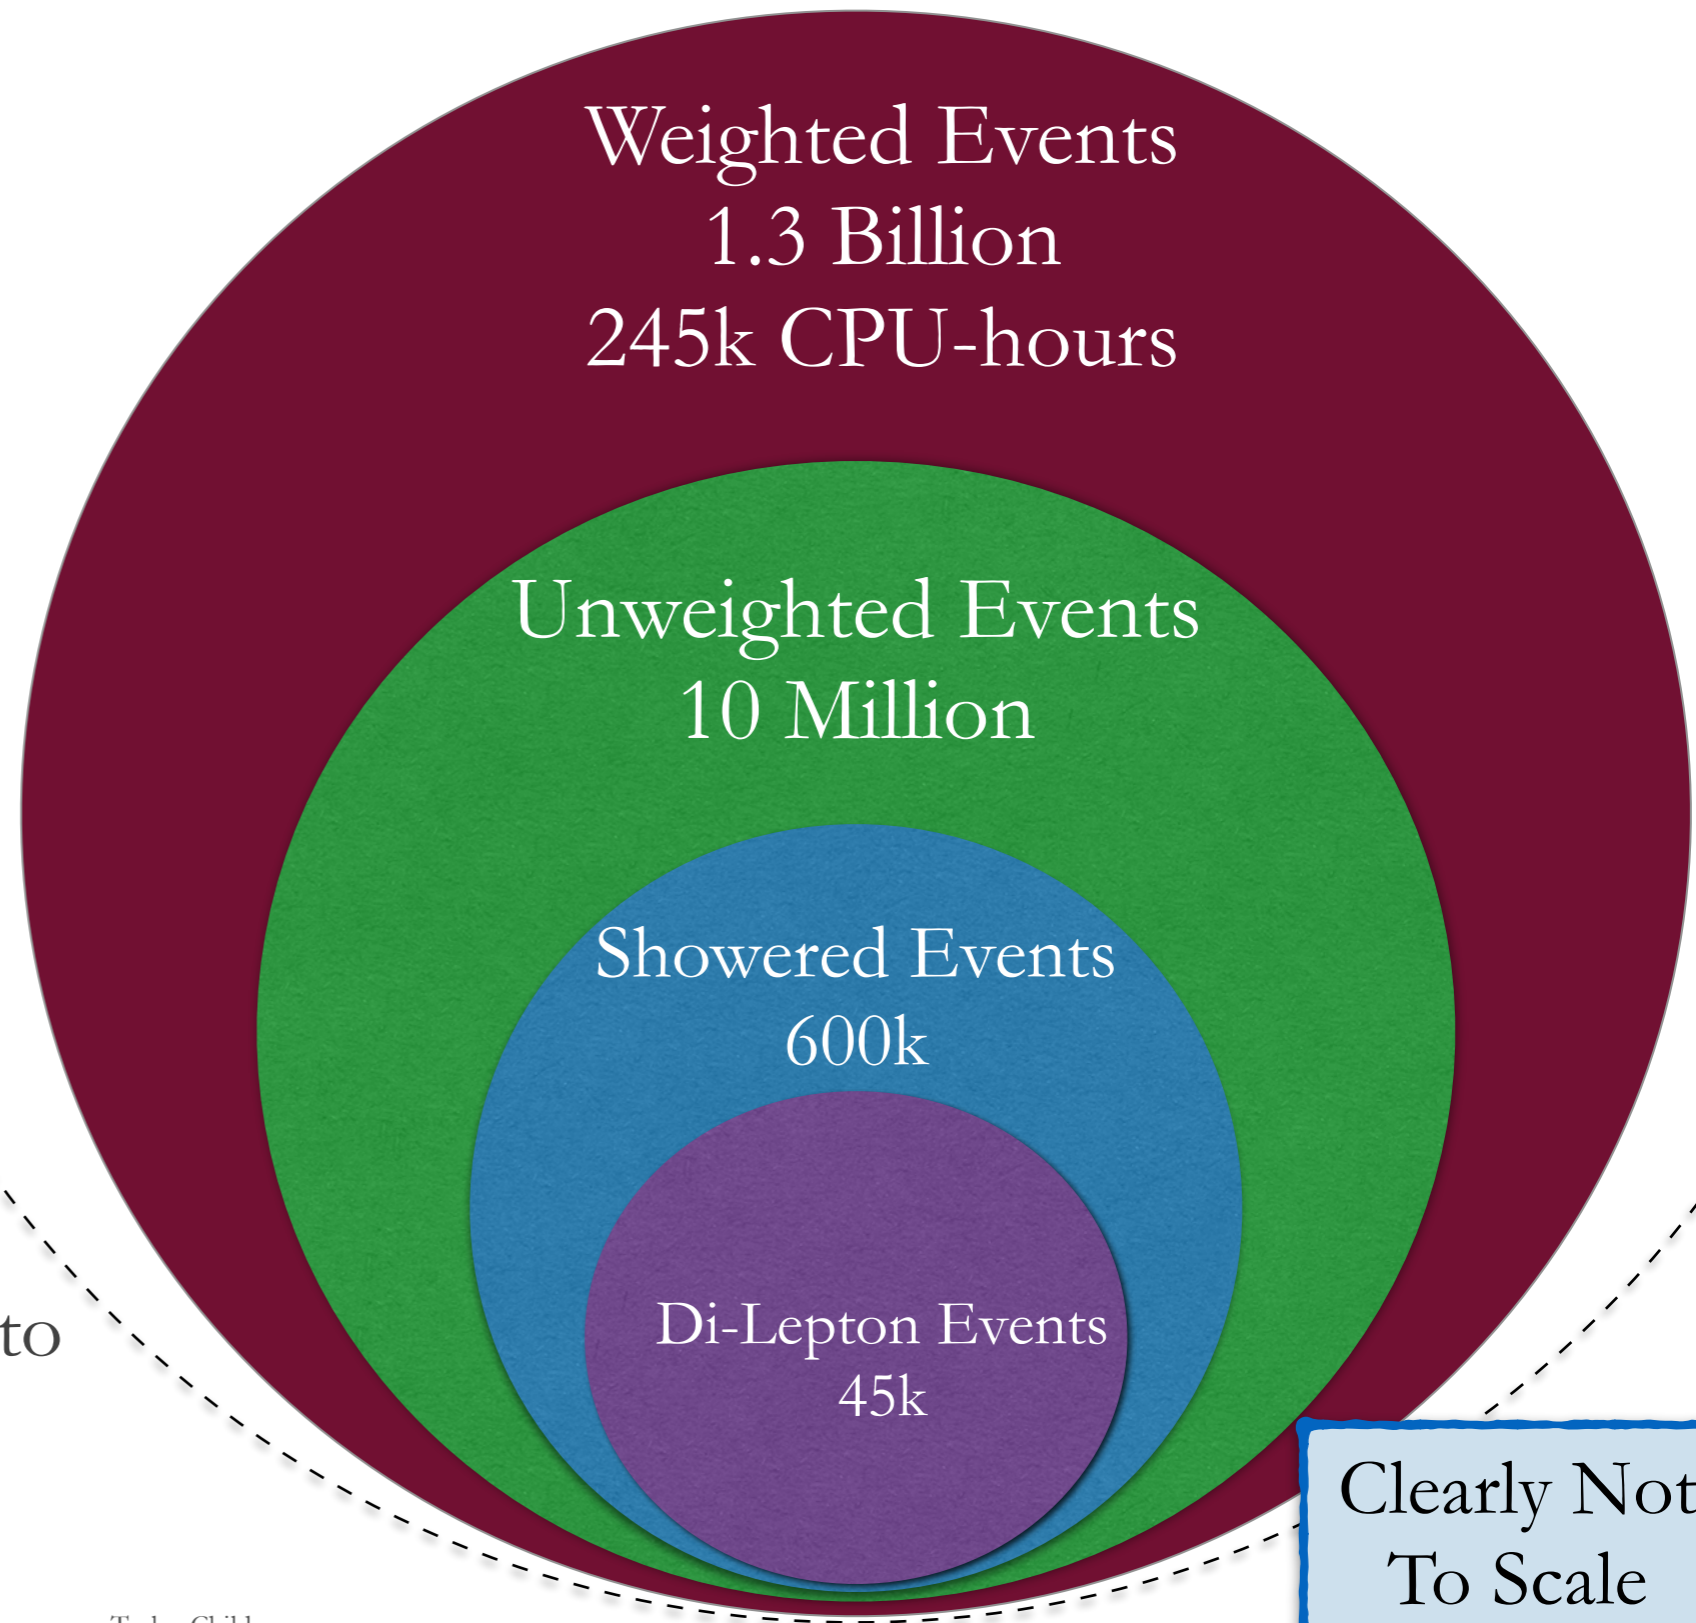 Weighted Events
1.3 Billion
245k CPU-hours
Unweighted Events
10 Million
Showered Events
600k
Di-Lepton Events
45k
to
Clearly Not
To Scale